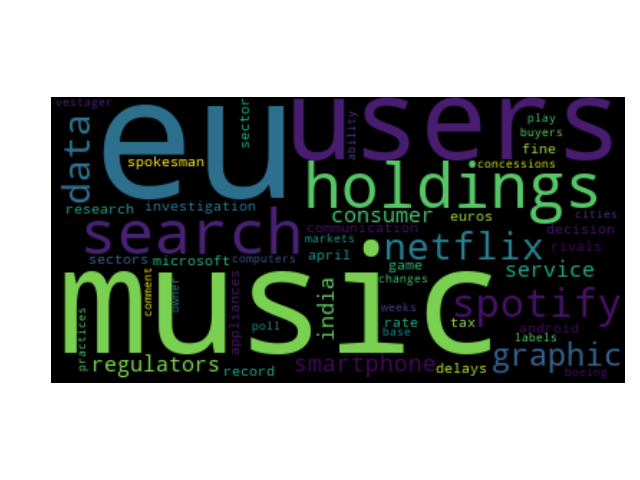 vestager
eu
users
data
sector
ability
play
buyers
fine
spokesman
concessions
holdings
research
investigation
consumer
euros
cities
search
communication
decision
markets
netflix
rivals
sectors
microsoft
computers
april
game
changes
service
music
comment
owner
appliances
india
weeks
spotify
practices
poll
rate
base
tax
android
labels
regulators
record
smartphone
delays
graphic
boeing